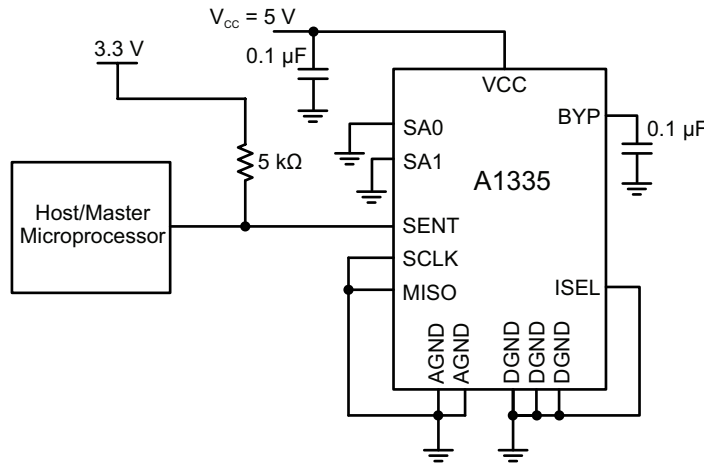 V_CC = 5 V
3.3 V
0.1 µF
VCC
BYP
0.1 µF
SA0
SA1
5 kΩ
A1335
Host/Master
Microprocessor
SENT
SCLK
MISO
ISEL
AGND
AGND
DGND
DGND
DGND